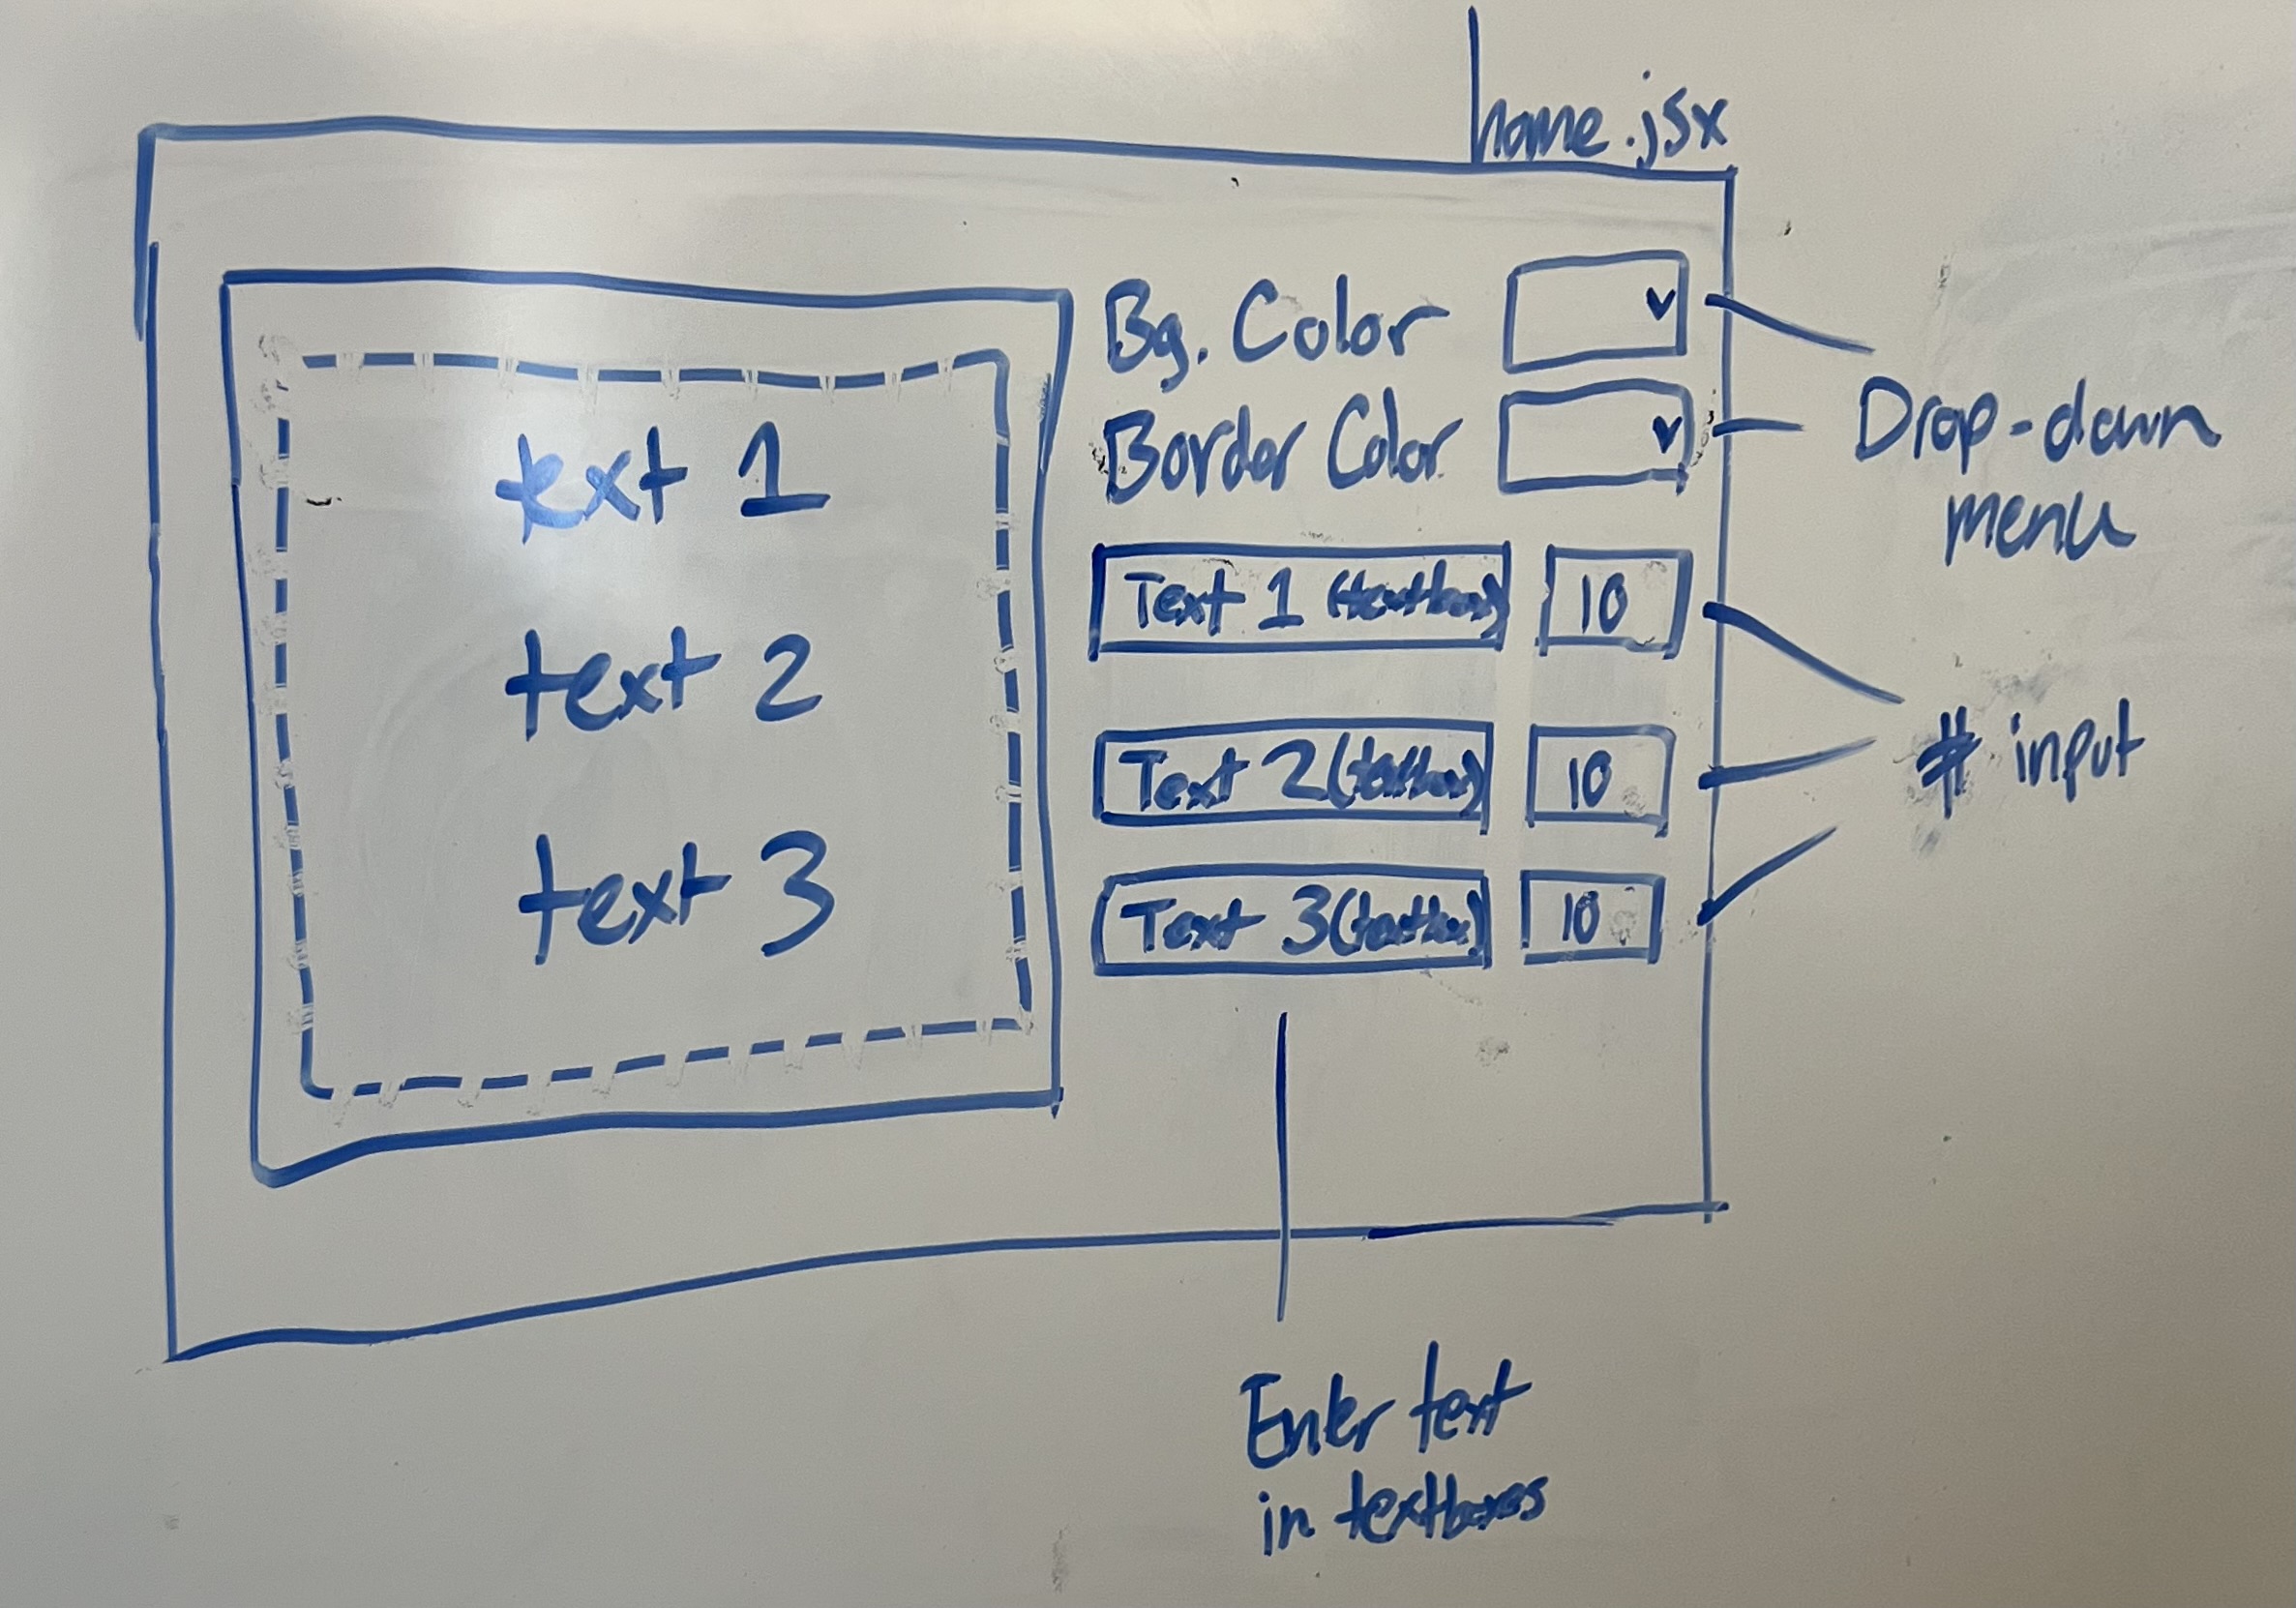 home.jsx
Bg. Color
Border Color
Drop-down
menu
text 1
text 2
text 3
Text 1 (textbox)
10
Text 2 (textbox)
10
Text 3 (textbox)
10
# input
Enter text
in textboxes